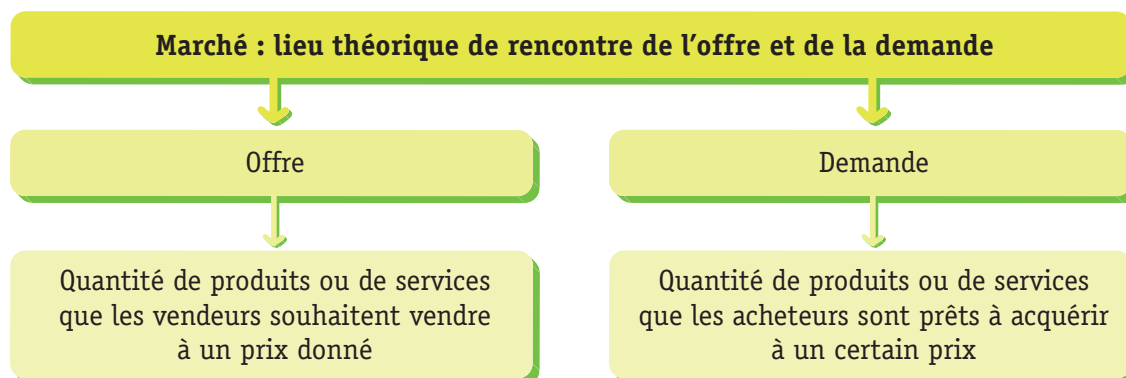 Marché : lieu théorique de rencontre de l’offre et de la demande
Offre
Demande
Quantité de produits ou de services
que les vendeurs souhaitent vendre
à un prix donné
Quantité de produits ou de services
que les acheteurs sont prêts à acquérir
à un certain prix